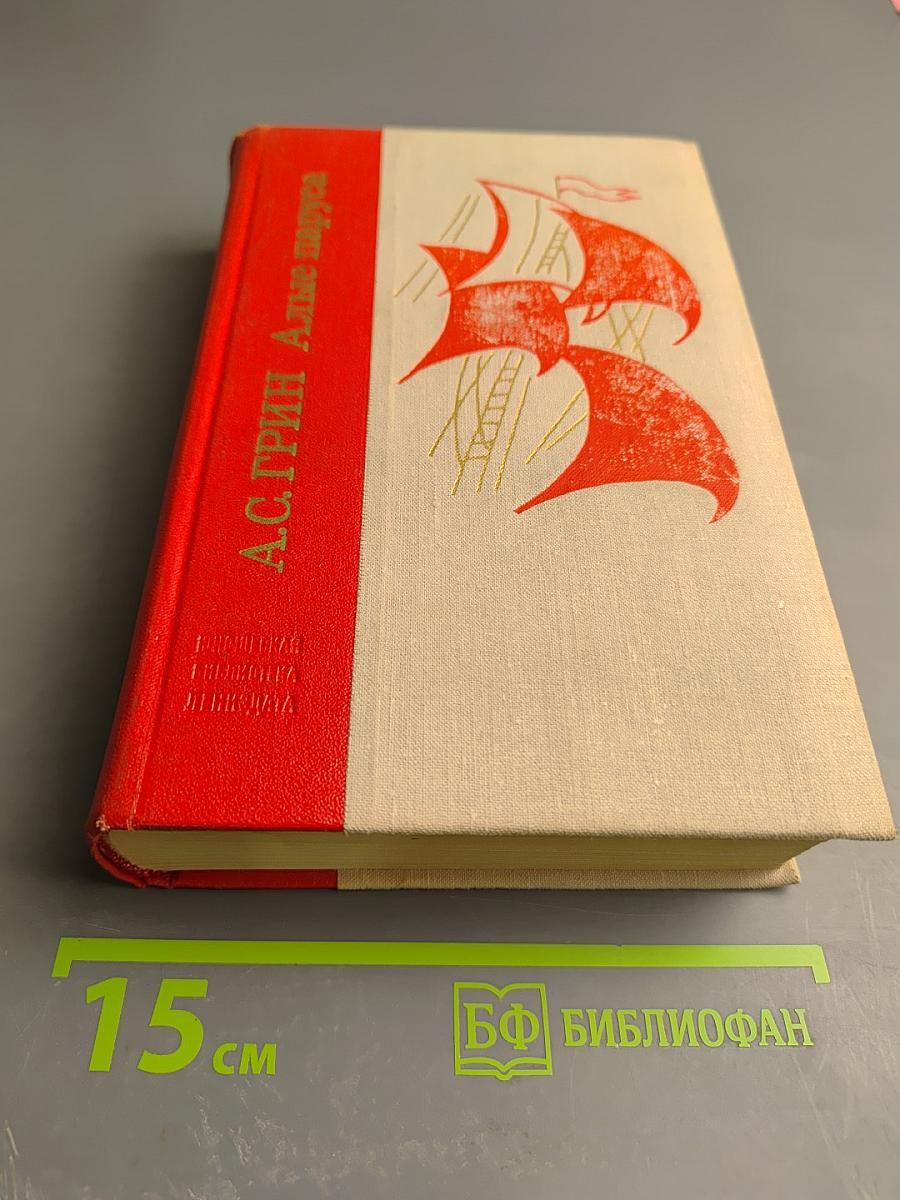 А.С. ГРИН Алые паруса
ЮНОШЕСКАЯ
БИБЛИОТЕКА
ЛЕНИЗДАТА
15 см
БФ БИБЛИОФАН